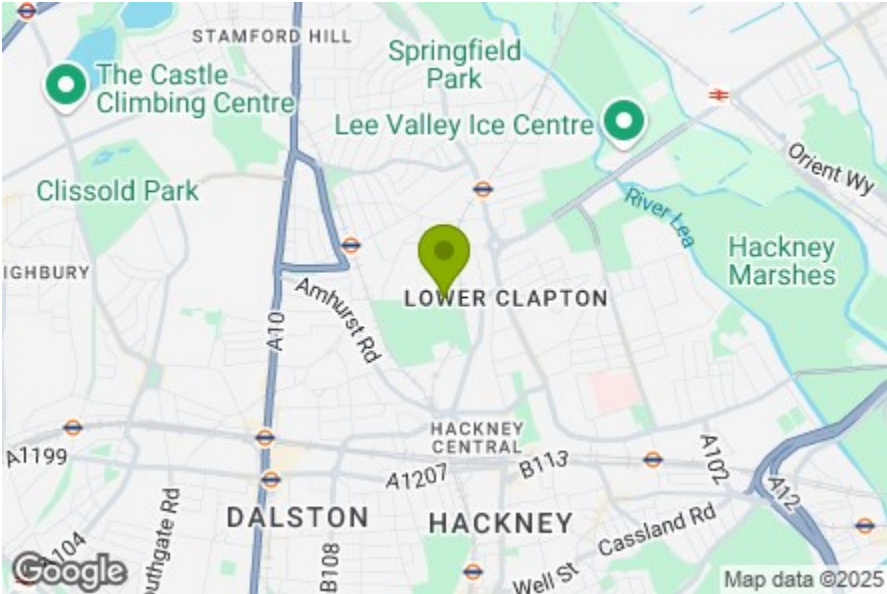 STAMFORD HILL
Springfield
Park
The Castle
Climbing Centre
Lee Valley Ice Centre
Orient Wy
Clissold Park
River Lea
Hackney
Marshes
IGHBURY
LOWER CLAPTON
Amhurst Rd
A10
HACKNEY
CENTRAL
A1199
A1207
B113
A102
A12
DALSTON
HACKNEY
Cassland Rd
outhgate Rd
A104
B108
Well St
Google
Map data ©2025